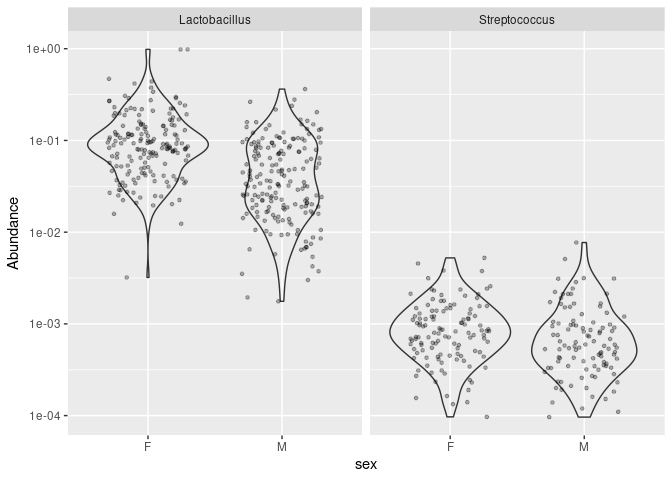 Lactobacillus Streptococcus
1e+00
1e-01
1e-02
1e-03
1e-04
Abundance
F M F M
sex